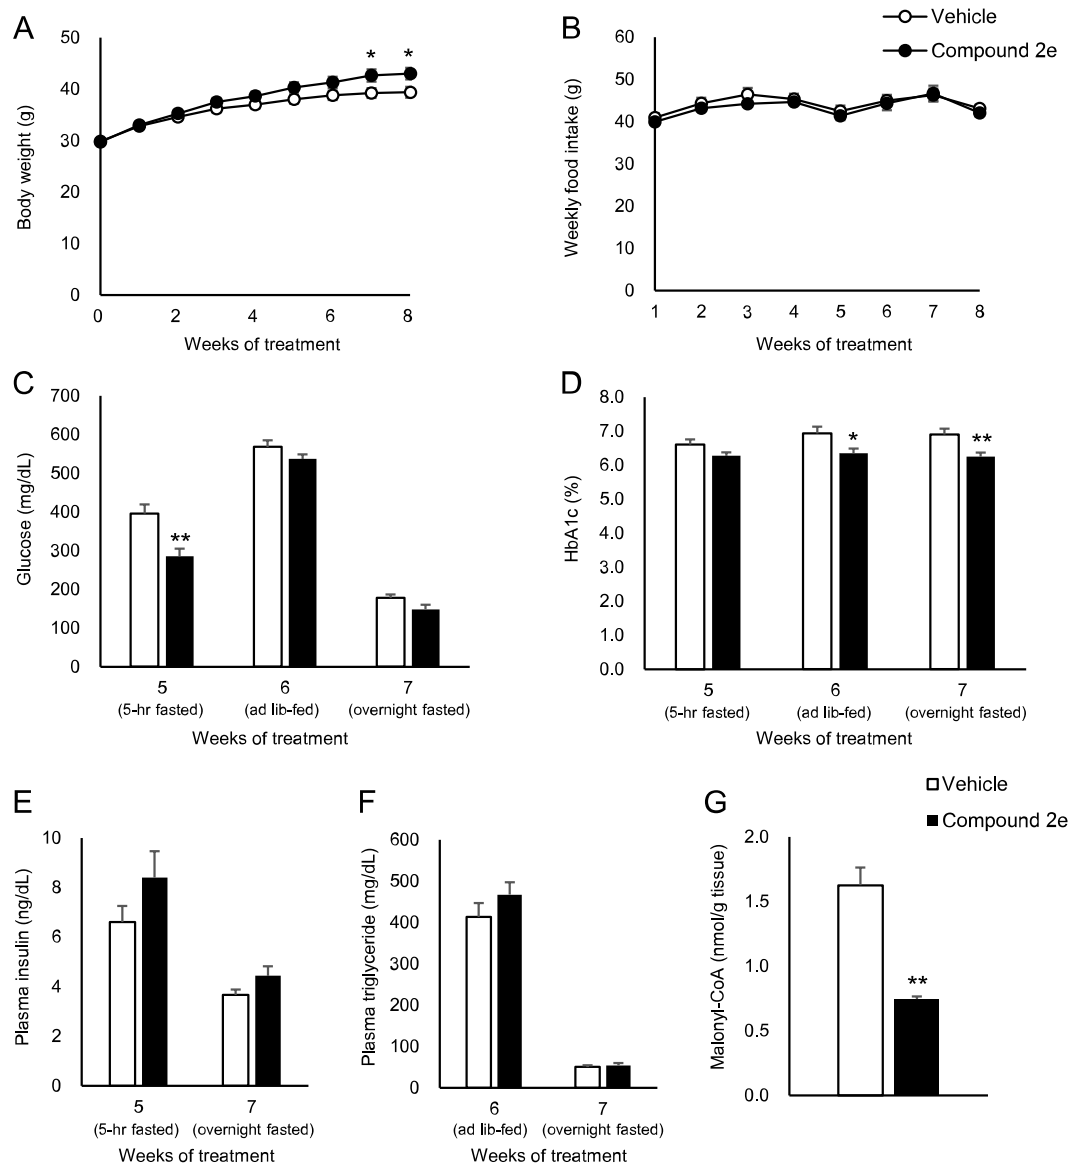 Vehicle
Compound 2e
A
Body weight (g)
50
40
30
20
10
0
* *
0 2 4 6 8
Weeks of treatment
B
Weekly food intake (g)
60
50
40
30
20
10
0
1 2 3 4 5 6 7 8
Weeks of treatment
C
Glucose (mg/dL)
700
600
500
400
300
200
100
0
**
5 6 7
(5-hr fasted) (ad lib-fed) (overnight fasted)
Weeks of treatment
D
HbA1c (%)
8.0
7.0
6.0
5.0
4.0
3.0
2.0
1.0
0.0
* **
5 6 7
(5-hr fasted) (ad lib-fed) (overnight fasted)
Weeks of treatment
E
Plasma insulin (ng/dL)
10
8
6
4
2
0
5 7
(5-hr fasted) (overnight fasted)
Weeks of treatment
F
Plasma triglyceride (mg/dL)
600
500
400
300
200
100
0
6 7
(ad lib-fed) (overnight fasted)
Weeks of treatment
G
Vehicle
Compound 2e
Malonyl-CoA (nmol/g tissue)
2.0
1.5
1.0
0.5
0.0
**